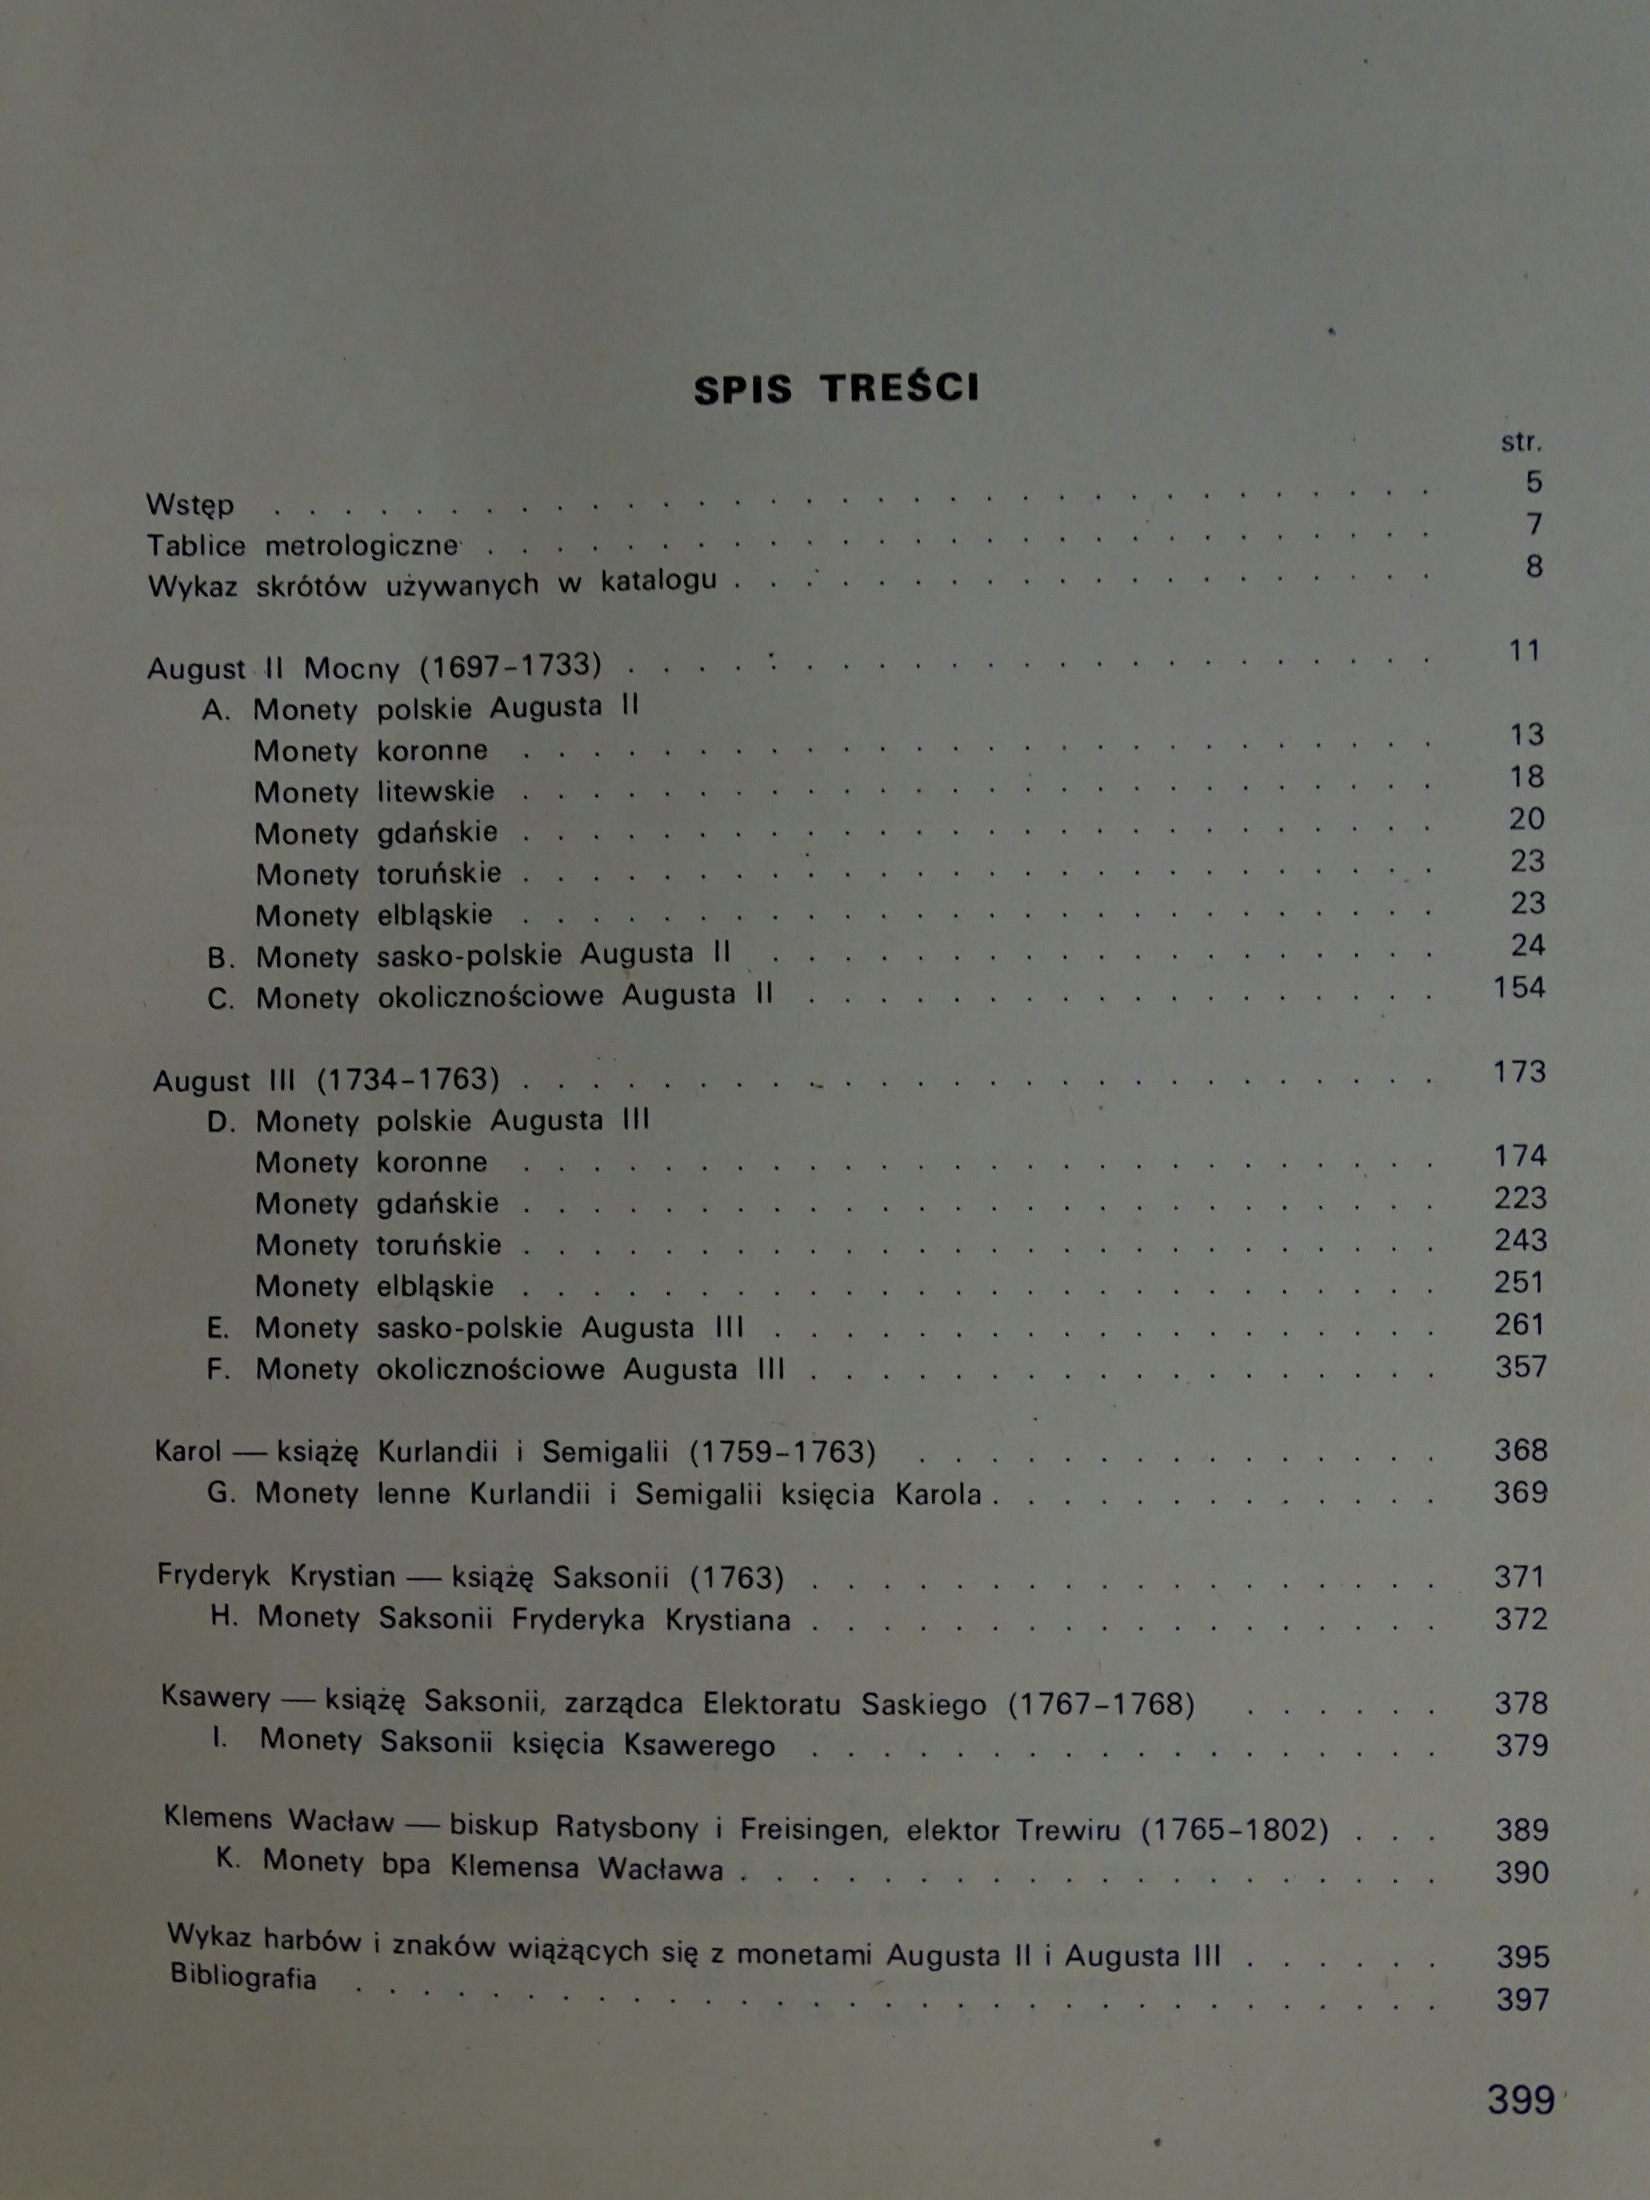 SPIS TREŚCI
str.
Wstęp . . . . . . . . . . . . . . . . . . . . 5
Tablice metrologiczne . . . . . . . . . . . . . . . . . . . . 7
Wykaz skrótów używanych w katalogu . . . . . . . . . . . . . . . . . . . . 8
August II Mocny (1697–1733) . . . . . . . . . . . . . . . . . . . . 11
A. Monety polskie Augusta II
Monety koronne . . . . . . . . . . . . . . . . . . . . 13
Monety litewskie . . . . . . . . . . . . . . . . . . . . 18
Monety gdańskie . . . . . . . . . . . . . . . . . . . . 20
Monety toruńskie . . . . . . . . . . . . . . . . . . . . 23
Monety elbląskie . . . . . . . . . . . . . . . . . . . . 23
B. Monety sasko-polskie Augusta II . . . . . . . . . . . . . . . . . . . 24
C. Monety okolicznościowe Augusta II . . . . . . . . . . . . . . . . . . 154
August III (1734–1763) . . . . . . . . . . . . . . . . . . . . 173
D. Monety polskie Augusta III
Monety koronne . . . . . . . . . . . . . . . . . . . . 174
Monety gdańskie . . . . . . . . . . . . . . . . . . . . 223
Monety toruńskie . . . . . . . . . . . . . . . . . . . . 243
Monety elbląskie . . . . . . . . . . . . . . . . . . . . 251
E. Monety sasko-polskie Augusta III . . . . . . . . . . . . . . . . . . . 261
F. Monety okolicznościowe Augusta III . . . . . . . . . . . . . . . . . . 357
Karol — książę Kurlandii i Semigalii (1759–1763) . . . . . . . . . . . . . . . 368
G. Monety lenne Kurlandii i Semigalii księcia Karola . . . . . . . . . . . . . 369
Fryderyk Krystian — książę Saksonii (1763) . . . . . . . . . . . . . . . . . . 371
H. Monety Saksonii Fryderyka Krystiana . . . . . . . . . . . . . . . . . . 372
Ksawery — książę Saksonii, zarządca Elektoratu Saskiego (1767–1768) . . . . . . 378
I. Monety Saksonii księcia Ksawerego . . . . . . . . . . . . . . . . . . 379
Klemens Wacław — biskup Ratysbony i Freisingen, elektor Trewiru (1765–1802) . . . 389
K. Monety bpa Klemensa Wacława . . . . . . . . . . . . . . . . . . . . 390
Wykaz harbów i znaków wiążących się z monetami Augusta II i Augusta III . . . . . . 395
Bibliografia . . . . . . . . . . . . . . . . . . . . 397
399